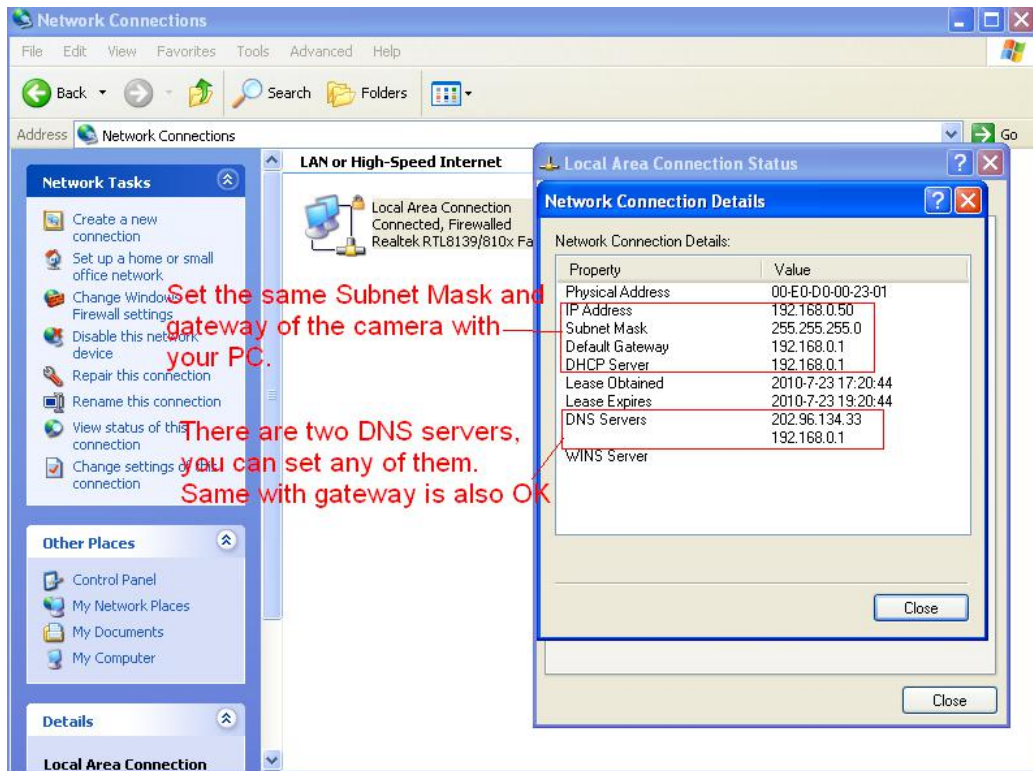 Network Connections
File Edit View Favorites Tools Advanced Help
Back Search Folders
Address Network Connections Go
Network Tasks
Create a new
connection
Set up a home or small
office network
Change Windows
Firewall settings
Disable this network
device
Repair this connection
Rename this connection
View status of this
connection
Change settings of this
connection
Other Places
Control Panel
My Network Places
My Documents
My Computer
Details
Local Area Connection
LAN or High-Speed Internet
Local Area Connection
Connected, Firewalled
Realtek RTL8139/810x Fa
Set the same Subnet Mask and
gateway of the camera with
your PC.
There are two DNS servers,
you can set any of them.
Same with gateway is also OK
Local Area Connection Status
Network Connection Details
Network Connection Details:
Property Value
Physical Address 00-E0-D0-00-23-01
IP Address 192.168.0.50
Subnet Mask 255.255.255.0
Default Gateway 192.168.0.1
DHCP Server 192.168.0.1
Lease Obtained 2010-7-23 17:20:44
Lease Expires 2010-7-23 19:20:44
DNS Servers 202.96.134.33
192.168.0.1
WINS Server
Close
Close